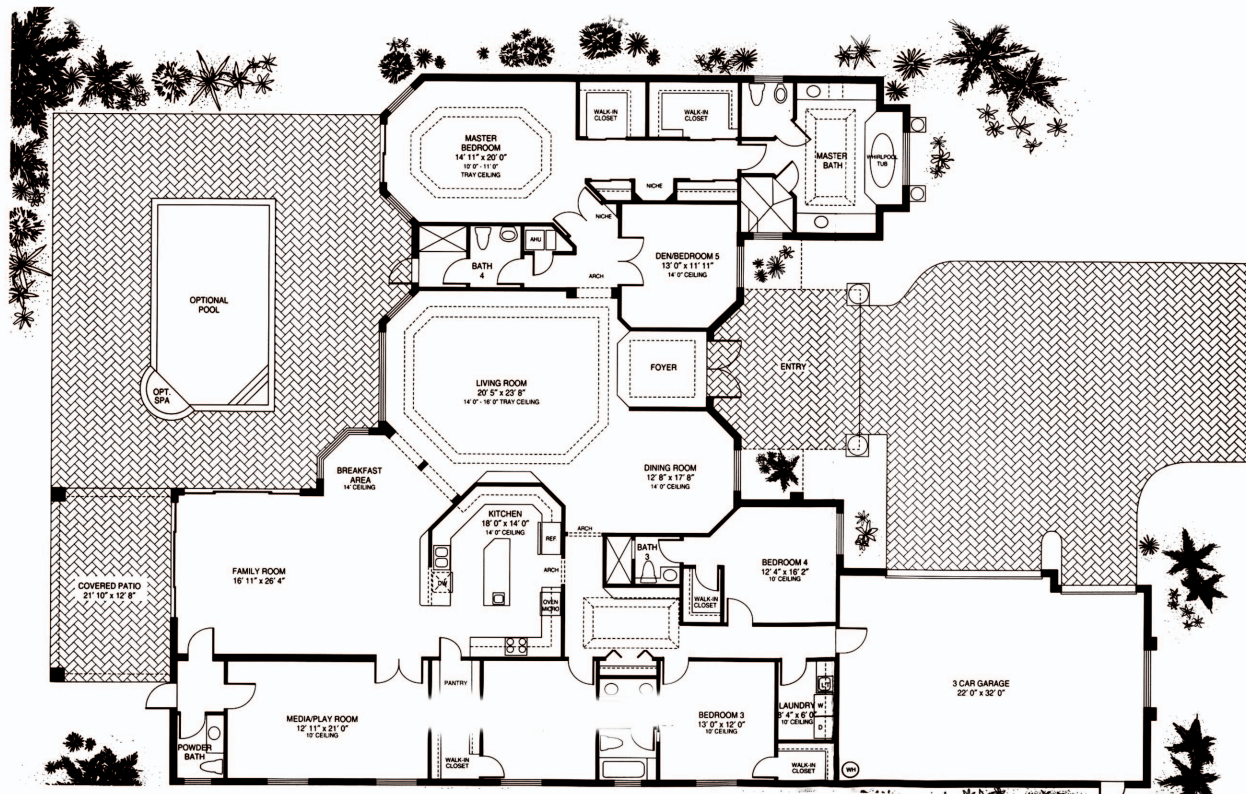 WALK-IN
CLOSET
WALK-IN
CLOSET
MASTER
BEDROOM
14' 11" x 20' 0"
10' 0" - 11' 0"
TRAY CEILING
MASTER
BATH
WHIRLPOOL
TUB
NICHE
NICHE
AHU
BATH
4
ARCH
DEN/BEDROOM 5
13' 0" x 11' 11"
14' 0" CEILING
OPTIONAL
POOL
OPT.
SPA
LIVING ROOM
20' 5" x 23' 8"
14' 0" - 16' 0" TRAY CEILING
FOYER
ENTRY
BREAKFAST
AREA
14' CEILING
DINING ROOM
12' 8" x 17' 8"
14' 0" CEILING
KITCHEN
18' 0" x 14' 0"
14' 0" CEILING
REF.
ARCH
ARCH
DW
OVEN
MICRO
BATH
3
WALK-IN
CLOSET
BEDROOM 4
12' 4" x 16' 2"
10' CEILING
FAMILY ROOM
16' 11" x 26' 4"
COVERED PATIO
21' 10" x 12' 8"
3 CAR GARAGE
22' 0" x 32' 0"
PANTRY
MEDIA/PLAY ROOM
12' 11" x 21' 0"
10' CEILING
BEDROOM 3
13' 0" x 12' 0"
10' CEILING
LAUNDRY
8' 4" x 6' 0"
10' CEILING
LT
W
D
POWDER
BATH
WALK-IN
CLOSET
WALK-IN
CLOSET
WH